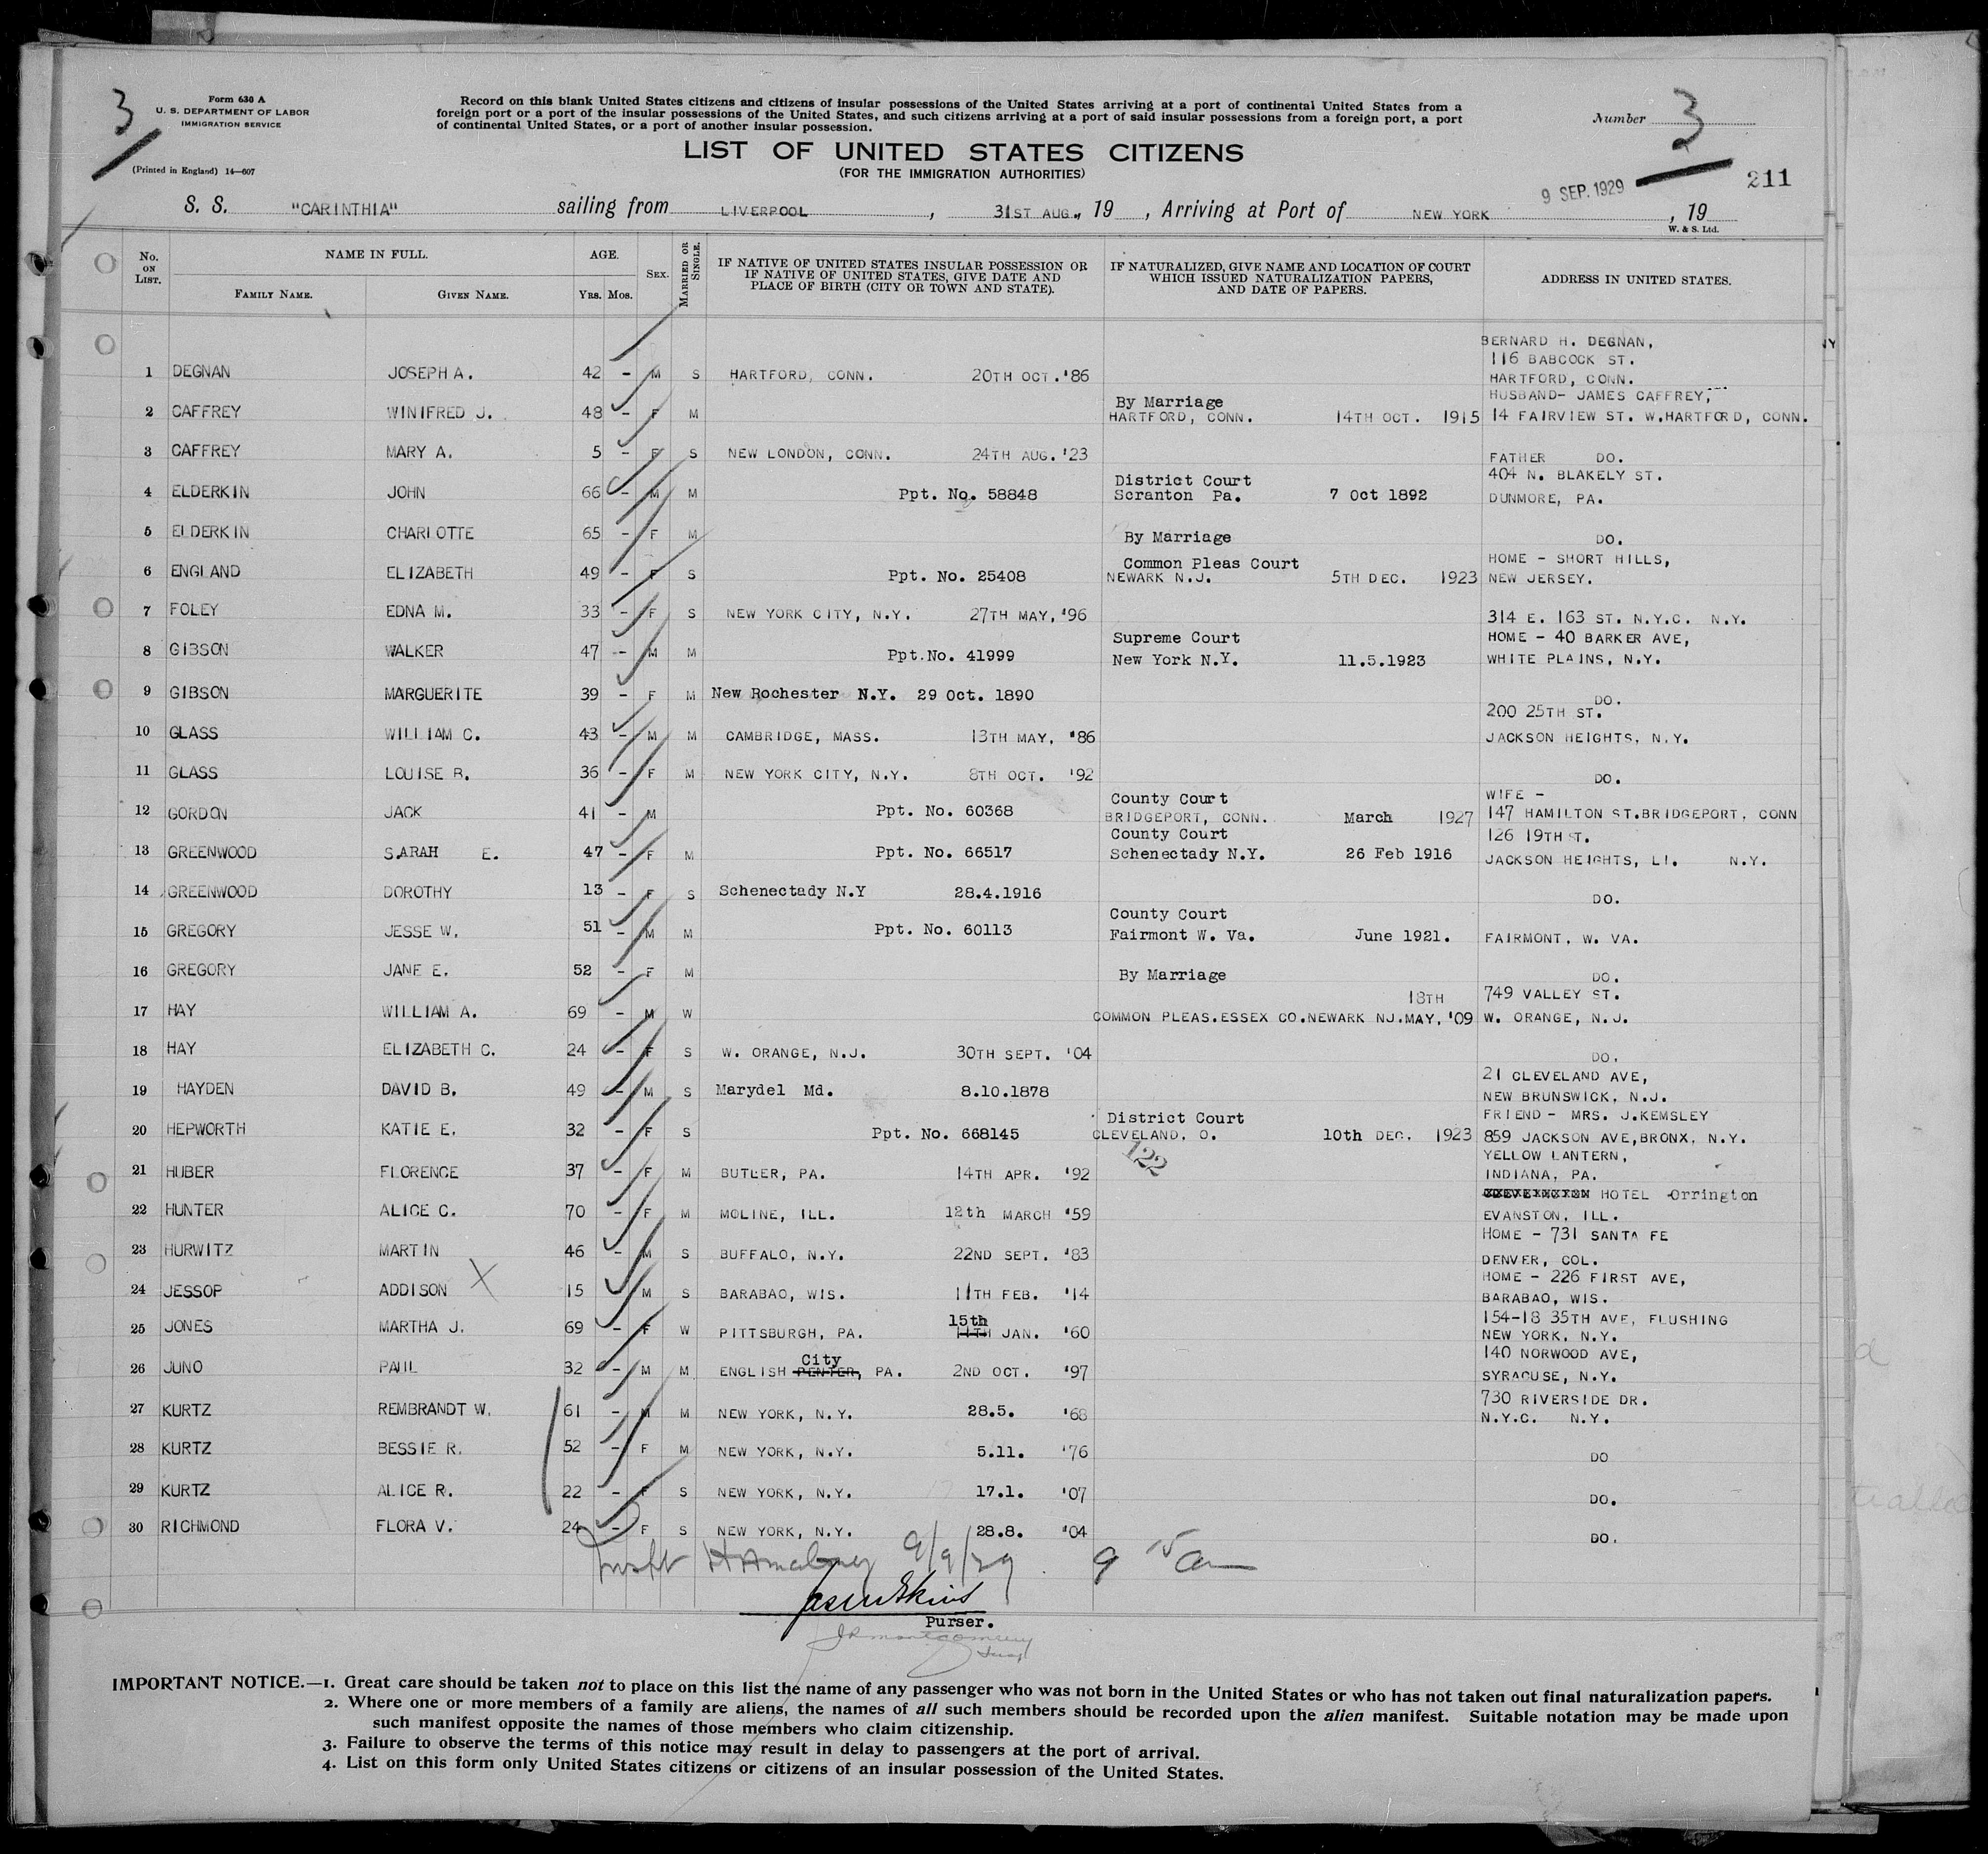 3
Form 630 A
U. S. DEPARTMENT OF LABOR
IMMIGRATION SERVICE
(Printed in England) 14—607
Record on this blank United States citizens and citizens of insular possessions of the United States arriving at a port of continental United States from a
foreign port or a port of the insular possessions of the United States, and such citizens arriving at a port of said insular possessions from a foreign port, a port
of continental United States, or a port of another insular possession.
Number 3
LIST OF UNITED STATES CITIZENS
(FOR THE IMMIGRATION AUTHORITIES)
9 SEP. 1929
211
S. S. "CARINTHIA" sailing from LIVERPOOL, 31ST AUG., 19 , Arriving at Port of NEW YORK , 19
W. & S. Ltd.
No. ON LIST. NAME IN FULL. FAMILY NAME. GIVEN NAME. AGE. YRS. MOS. SEX. MARRIED OR SINGLE. IF NATIVE OF UNITED STATES INSULAR POSSESSION OR IF NATIVE OF UNITED STATES, GIVE DATE AND PLACE OF BIRTH (CITY OR TOWN AND STATE). IF NATURALIZED, GIVE NAME AND LOCATION OF COURT WHICH ISSUED NATURALIZATION PAPERS, AND DATE OF PAPERS. ADDRESS IN UNITED STATES.
1 DEGNAN JOSEPH A. 42 - M S HARTFORD, CONN. 20TH OCT. '86 BERNARD H. DEGNAN, 116 BABCOCK ST. HARTFORD, CONN.
2 CAFFREY WINIFRED J. 48 - F M By Marriage HARTFORD, CONN. 14TH OCT. 1915 HUSBAND- JAMES CAFFREY, 14 FAIRVIEW ST. W.HARTFORD, CONN.
3 CAFFREY MARY A. 5 - F S NEW LONDON, CONN. 24TH AUG. '23 FATHER DO.
4 ELDERKIN JOHN 66 - M M Ppt. No. 58848 District Court Scranton Pa. 7 Oct 1892 404 N. BLAKELY ST. DUNMORE, PA.
5 ELDERKIN CHARLOTTE 65 - F M By Marriage DO.
6 ENGLAND ELIZABETH 49 - F S Ppt. No. 25408 Common Pleas Court NEWARK N.J. 5TH DEC. 1923 HOME - SHORT HILLS, NEW JERSEY.
7 FOLEY EDNA M. 33 - F S NEW YORK CITY, N.Y. 27TH MAY, '96 314 E. 163 ST. N.Y.C. N.Y.
8 GIBSON WALKER 47 - M M Ppt.No. 41999 Supreme Court New York N.Y. 11.5.1923 HOME - 40 BARKER AVE, WHITE PLAINS, N.Y.
9 GIBSON MARGUERITE 39 - F M New Rochester N.Y. 29 Oct. 1890 DO.
10 GLASS WILLIAM C. 43 - M M CAMBRIDGE, MASS. 13TH MAY, '86 200 25TH ST. JACKSON HEIGHTS, N.Y.
11 GLASS LOUISE B. 36 - F M NEW YORK CITY, N.Y. 8TH OCT. '92 DO.
12 GORDON JACK 41 - M Ppt. No. 60368 County Court BRIDGEPORT, CONN. March 1927 WIFE - 147 HAMILTON ST.BRIDGEPORT, CONN
13 GREENWOOD SARAH E. 47 - F M Ppt. No. 66517 County Court Schenectady N.Y. 26 Feb 1916 126 19TH ST. JACKSON HEIGHTS, LI. N.Y.
14 GREENWOOD DOROTHY 13 - F S Schenectady N.Y 28.4.1916 DO.
15 GREGORY JESSE W. 51 - M M Ppt. No. 60113 County Court Fairmont W. Va. June 1921. FAIRMONT, W. VA.
16 GREGORY JANE E. 52 - F M By Marriage DO.
17 HAY WILLIAM A. 69 - M W COMMON PLEAS.ESSEX CO.NEWARK NJ. 18TH MAY, '09 749 VALLEY ST. W. ORANGE, N.J.
18 HAY ELIZABETH C. 24 - F S W. ORANGE, N.J. 30TH SEPT. '04 DO.
19 HAYDEN DAVID B. 49 - M S Marydel Md. 8.10.1878 21 CLEVELAND AVE, NEW BRUNSWICK, N.J.
20 HEPWORTH KATIE E. 32 - F S Ppt. No. 668145 District Court CLEVELAND, O. 10th DEC. 1923 FRIEND - MRS. J.KEMSLEY 859 JACKSON AVE,BRONX, N.Y.
122
21 HUBER FLORENCE 37 - F M BUTLER, PA. 14TH APR. '92 YELLOW LANTERN, INDIANA, PA.
22 HUNTER ALICE C. 70 - F M MOLINE, ILL. 12th MARCH '59 HOTEL Orrington EVANSTON, ILL.
23 HURWITZ MARTIN 46 - M S BUFFALO, N.Y. 22ND SEPT. '83 HOME - 731 SANTA FE DENVER, COL.
24 JESSOP ADDISON X 15 M S BARABAO, WIS. 11TH FEB. '14 HOME - 226 FIRST AVE, BARABAO, WIS.
25 JONES MARTHA J. 69 - F W PITTSBURGH, PA. 15th 11TH JAN. '60 154-18 35TH AVE, FLUSHING NEW YORK, N.Y.
26 JUNO PAUL 32 - M M ENGLISH City PENTER, PA. 2ND OCT. '97 140 NORWOOD AVE, SYRACUSE, N.Y.
27 KURTZ REMBRANDT W. 61 - M M NEW YORK, N.Y. 28.5. '68 730 RIVERSIDE DR. N.Y.C. N.Y.
28 KURTZ BESSIE R. 52 - F M NEW YORK, N.Y. 5.11. '76 DO
29 KURTZ ALICE R. 22 - F S NEW YORK, N.Y. 17.1. '07 DO.
30 RICHMOND FLORA V. 24 - F S NEW YORK, N.Y. 28.8. '04 DO.
9/9/29
Purser.
IMPORTANT NOTICE.—1. Great care should be taken not to place on this list the name of any passenger who was not born in the United States or who has not taken out final naturalization papers.
2. Where one or more members of a family are aliens, the names of all such members should be recorded upon the alien manifest. Suitable notation may be made upon
such manifest opposite the names of those members who claim citizenship.
3. Failure to observe the terms of this notice may result in delay to passengers at the port of arrival.
4. List on this form only United States citizens or citizens of an insular possession of the United States.